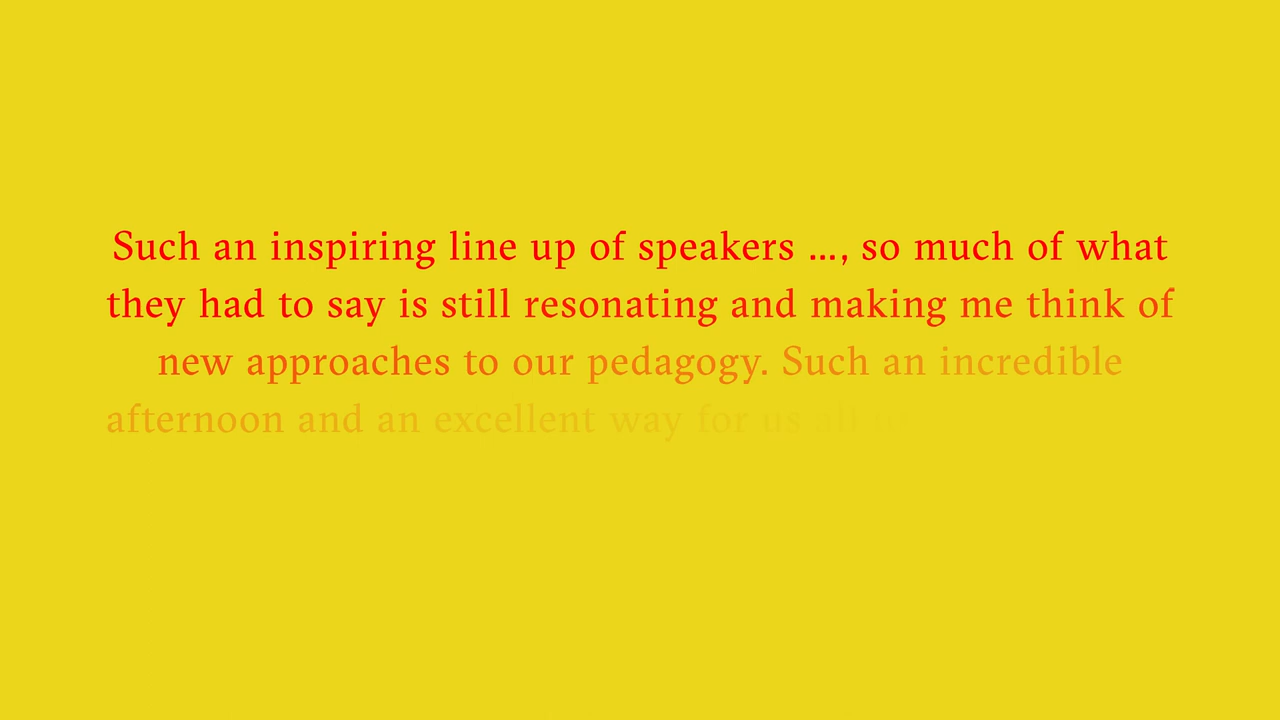 Such an inspiring line up of speakers ..., so much of what
they had to say is still resonating and making me think of
new approaches to our pedagogy. Such an incredible
afternoon and an excellent way for us all